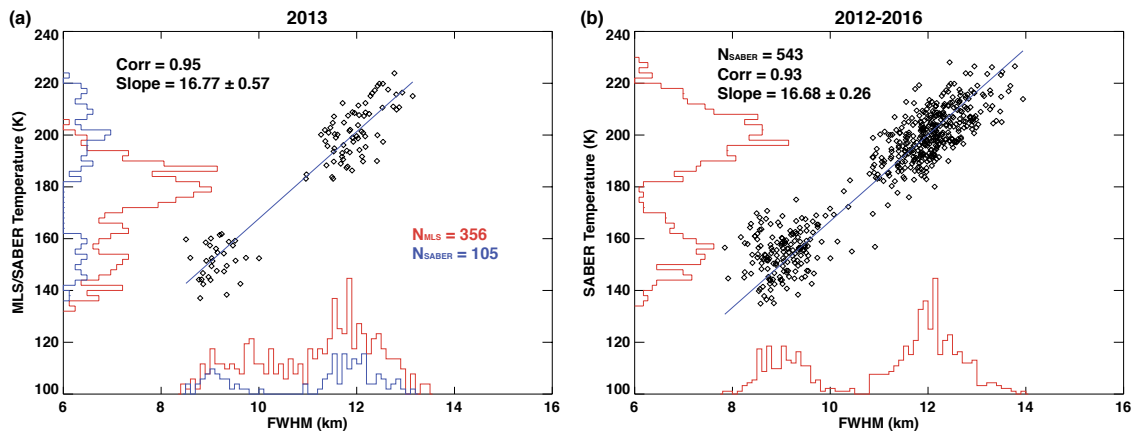 (a)
2013
MLS/SABER Temperature (K)
240
220
200
180
160
140
120
100
Corr = 0.95
Slope = 16.77 ± 0.57
NMLS = 356
NSABER = 105
6
8
10
12
14
16
FWHM (km)
(b)
2012-2016
SABER Temperature (K)
240
220
200
180
160
140
120
100
NSABER = 543
Corr = 0.93
Slope = 16.68 ± 0.26
6
8
10
12
14
16
FWHM (km)